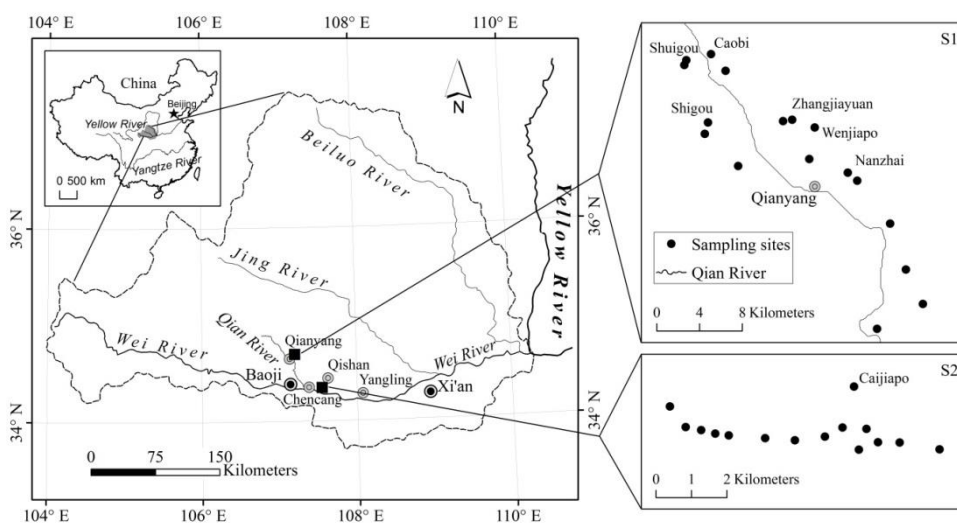 104° E
106° E
108° E
110° E
China
Beijing
Yellow River
Yangtze River
0 500 km
N
36° N
34° N
Beiluo River
Jing River
Qian River
Wei River
Wei River
Yellow River
Qianyang
Baoji
Qishan
Chencang
Yangling
Xi'an
0 75 150
Kilometers
36° N
34° N
104° E
106° E
108° E
110° E
S1
Shuigou
Caobi
Shigou
Zhangjiayuan
Wenjiapo
Nanzhai
Qianyang
Sampling sites
Qian River
0 4 8
Kilometers
S2
Caijiapo
0 1 2
Kilometers